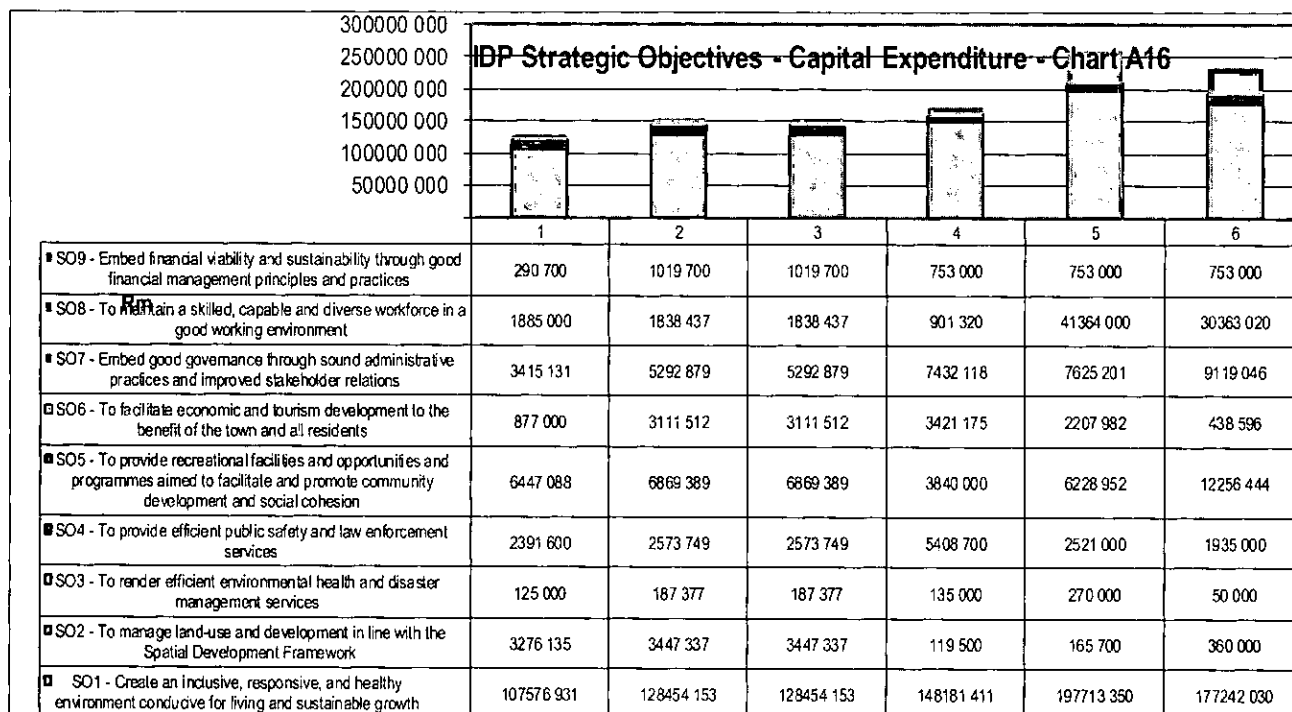 300000 000
250000 000
200000 000
150000 000
100000 000
50000 000
IDP Strategic Objectives - Capital Expenditure - Chart A16
1 2 3 4 5 6
SO9 - Embed financial viability and sustainability through good
financial management principles and practices
290 700 1019 700 1019 700 753 000 753 000 753 000
Rm
SO8 - To maintain a skilled, capable and diverse workforce in a
good working environment
1885 000 1838 437 1838 437 901 320 41364 000 30363 020
SO7 - Embed good governance through sound administrative
practices and improved stakeholder relations
3415 131 5292 879 5292 879 7432 118 7625 201 9119 046
SO6 - To facilitate economic and tourism development to the
benefit of the town and all residents
877 000 3111 512 3111 512 3421 175 2207 982 438 596
SO5 - To provide recreational facilities and opportunities and
programmes aimed to facilitate and promote community
development and social cohesion
6447 088 6869 389 6869 389 3840 000 6228 952 12256 444
SO4 - To provide efficient public safety and law enforcement
services
2391 600 2573 749 2573 749 5408 700 2521 000 1935 000
SO3 - To render efficient environmental health and disaster
management services
125 000 187 377 187 377 135 000 270 000 50 000
SO2 - To manage land-use and development in line with the
Spatial Development Framework
3276 135 3447 337 3447 337 119 500 165 700 360 000
SO1 - Create an inclusive, responsive, and healthy
environment conducive for living and sustainable growth
107576 931 128454 153 128454 153 148181 411 197713 350 177242 030